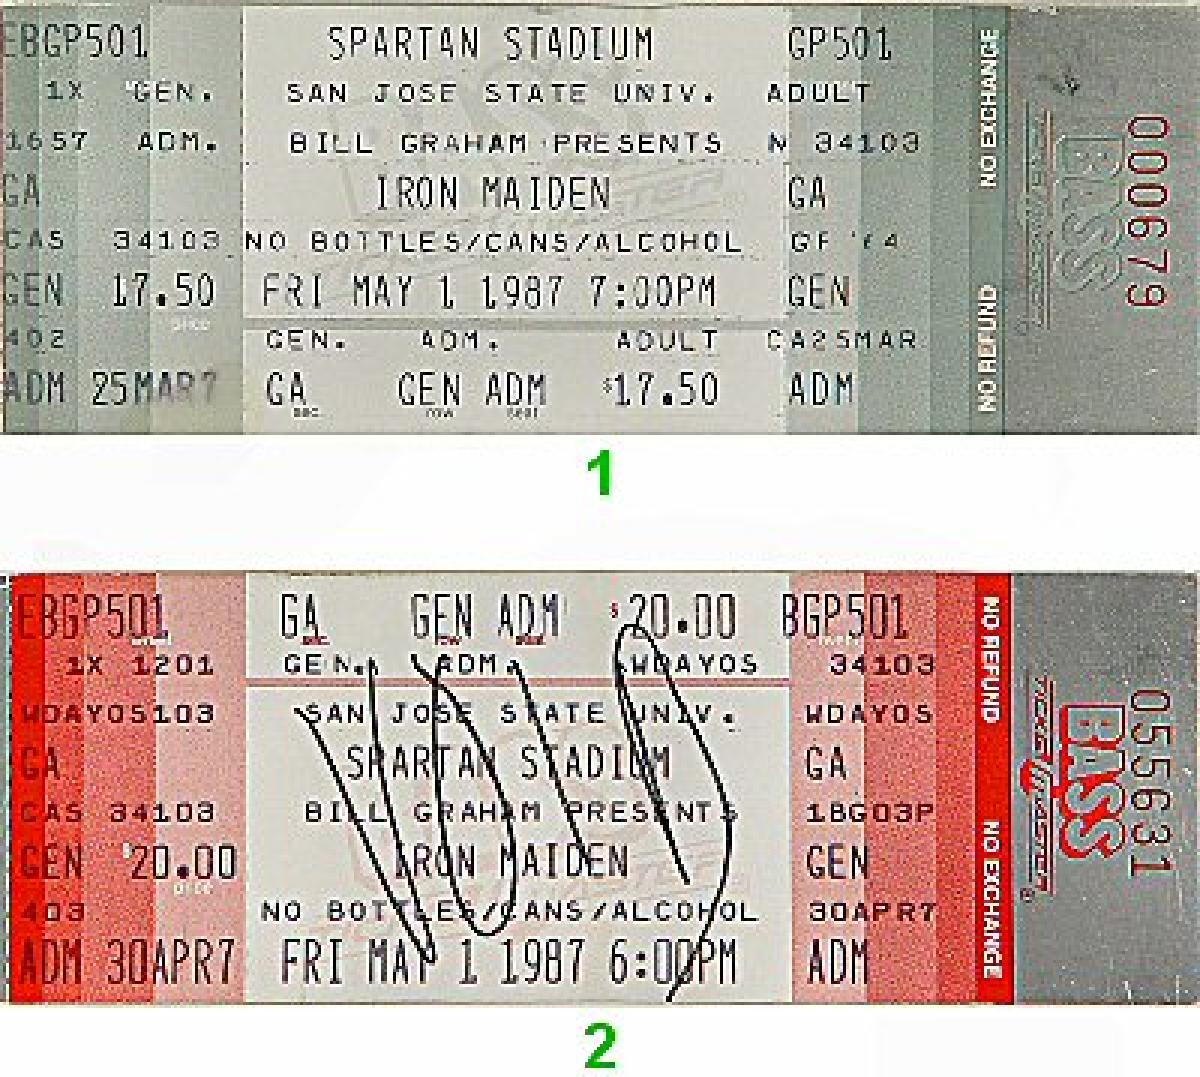 EBGP501 SPARTAN STADIUM GP501
1X GEN. SAN JOSE STATE UNIV. ADULT
1657 ADM. BILL GRAHAM PRESENTS N 34103
GA IRON MAIDEN GA
CAS 34103 NO BOTTLES/CANS/ALCOHOL
GEN 17.50 FRI MAY 1 1987 7:00PM GEN
402 GEN. ADM. ADULT CA25MAR
ADM 25MAR7 GA GEN ADM $17.50 ADM
NO REFUND NO EXCHANGE
BASS
000679
1
EBGP501 GA GEN ADM $20.00 BGP501
1X 1201 GEN. ADM. WDAYOS 34103
WDAYOS103 SAN JOSE STATE UNIV. WDAYOS
GA SPARTAN STADIUM GA
CAS 34103 BILL GRAHAM PRESENTS 1BG03P
GEN $20.00 IRON MAIDEN GEN
403 NO BOTTLES/CANS/ALCOHOL 30APR7
ADM 30APR7 FRI MAY 1 1987 6:00PM ADM
NO REFUND NO EXCHANGE
BASS
055631
2